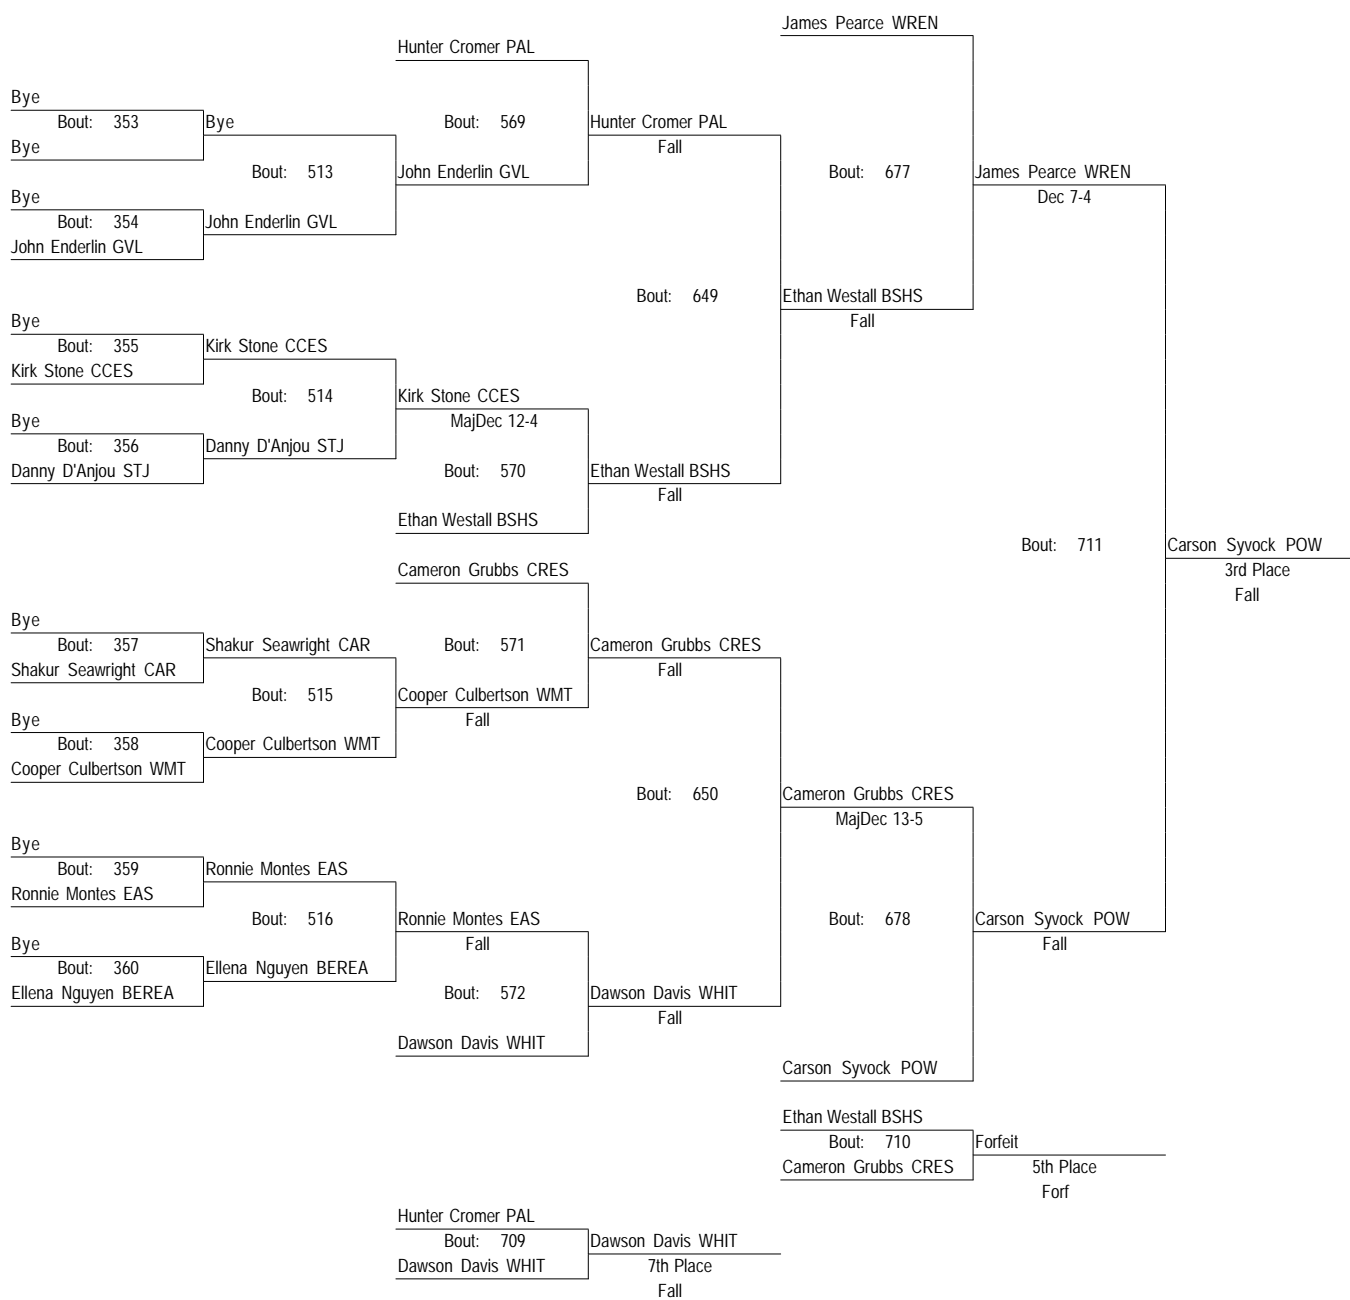 James Pearce WREN
Hunter Cromer PAL
Bye
Bout: 353
Bye
Bout: 569
Hunter Cromer PAL
Bye
Fall
Bout: 513
John Enderlin GVL
Bout: 677
James Pearce WREN
Bye
Dec 7-4
Bout: 354
John Enderlin GVL
John Enderlin GVL
Bout: 649
Ethan Westall BSHS
Bye
Fall
Bout: 355
Kirk Stone CCES
Kirk Stone CCES
Bout: 514
Kirk Stone CCES
Bye
MajDec 12-4
Bout: 356
Danny D'Anjou STJ
Danny D'Anjou STJ
Bout: 570
Ethan Westall BSHS
Fall
Ethan Westall BSHS
Bout: 711
Carson Syvock POW
Cameron Grubbs CRES
3rd Place
Fall
Bye
Bout: 357
Shakur Seawright CAR
Bout: 571
Cameron Grubbs CRES
Shakur Seawright CAR
Fall
Bout: 515
Cooper Culbertson WMT
Bye
Fall
Bout: 358
Cooper Culbertson WMT
Cooper Culbertson WMT
Bout: 650
Cameron Grubbs CRES
MajDec 13-5
Bye
Bout: 359
Ronnie Montes EAS
Ronnie Montes EAS
Bout: 516
Ronnie Montes EAS
Bout: 678
Carson Syvock POW
Bye
Fall
Fall
Bout: 360
Ellena Nguyen BEREA
Ellena Nguyen BEREA
Bout: 572
Dawson Davis WHIT
Fall
Dawson Davis WHIT
Carson Syvock POW
Ethan Westall BSHS
Bout: 710
Forfeit
Cameron Grubbs CRES
5th Place
Forf
Hunter Cromer PAL
Bout: 709
Dawson Davis WHIT
Dawson Davis WHIT
7th Place
Fall